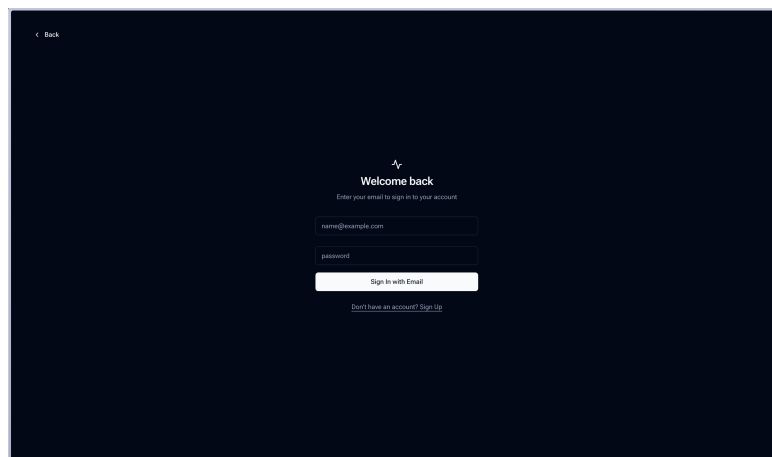 Back
Welcome back
Enter your email to sign in to your account
name@example.com
password
Sign In with Email
Don't have an account? Sign Up